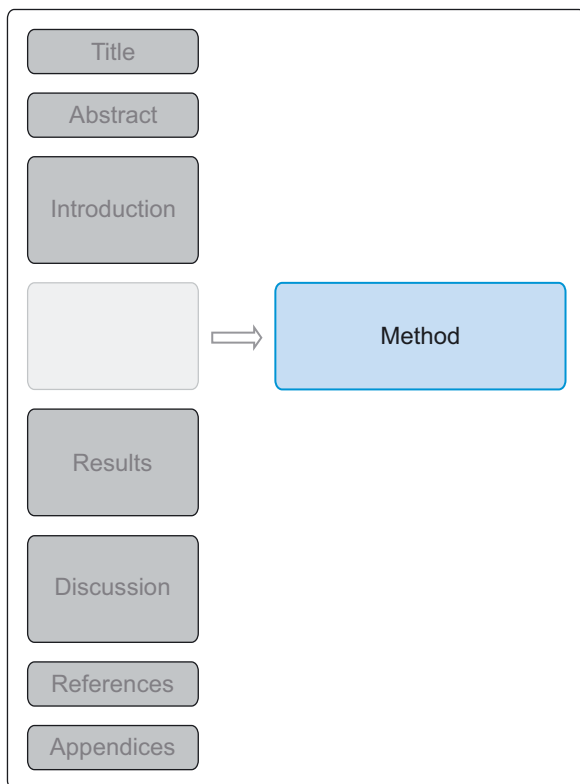 Title
Abstract
Introduction
Method
Results
Discussion
References
Appendices